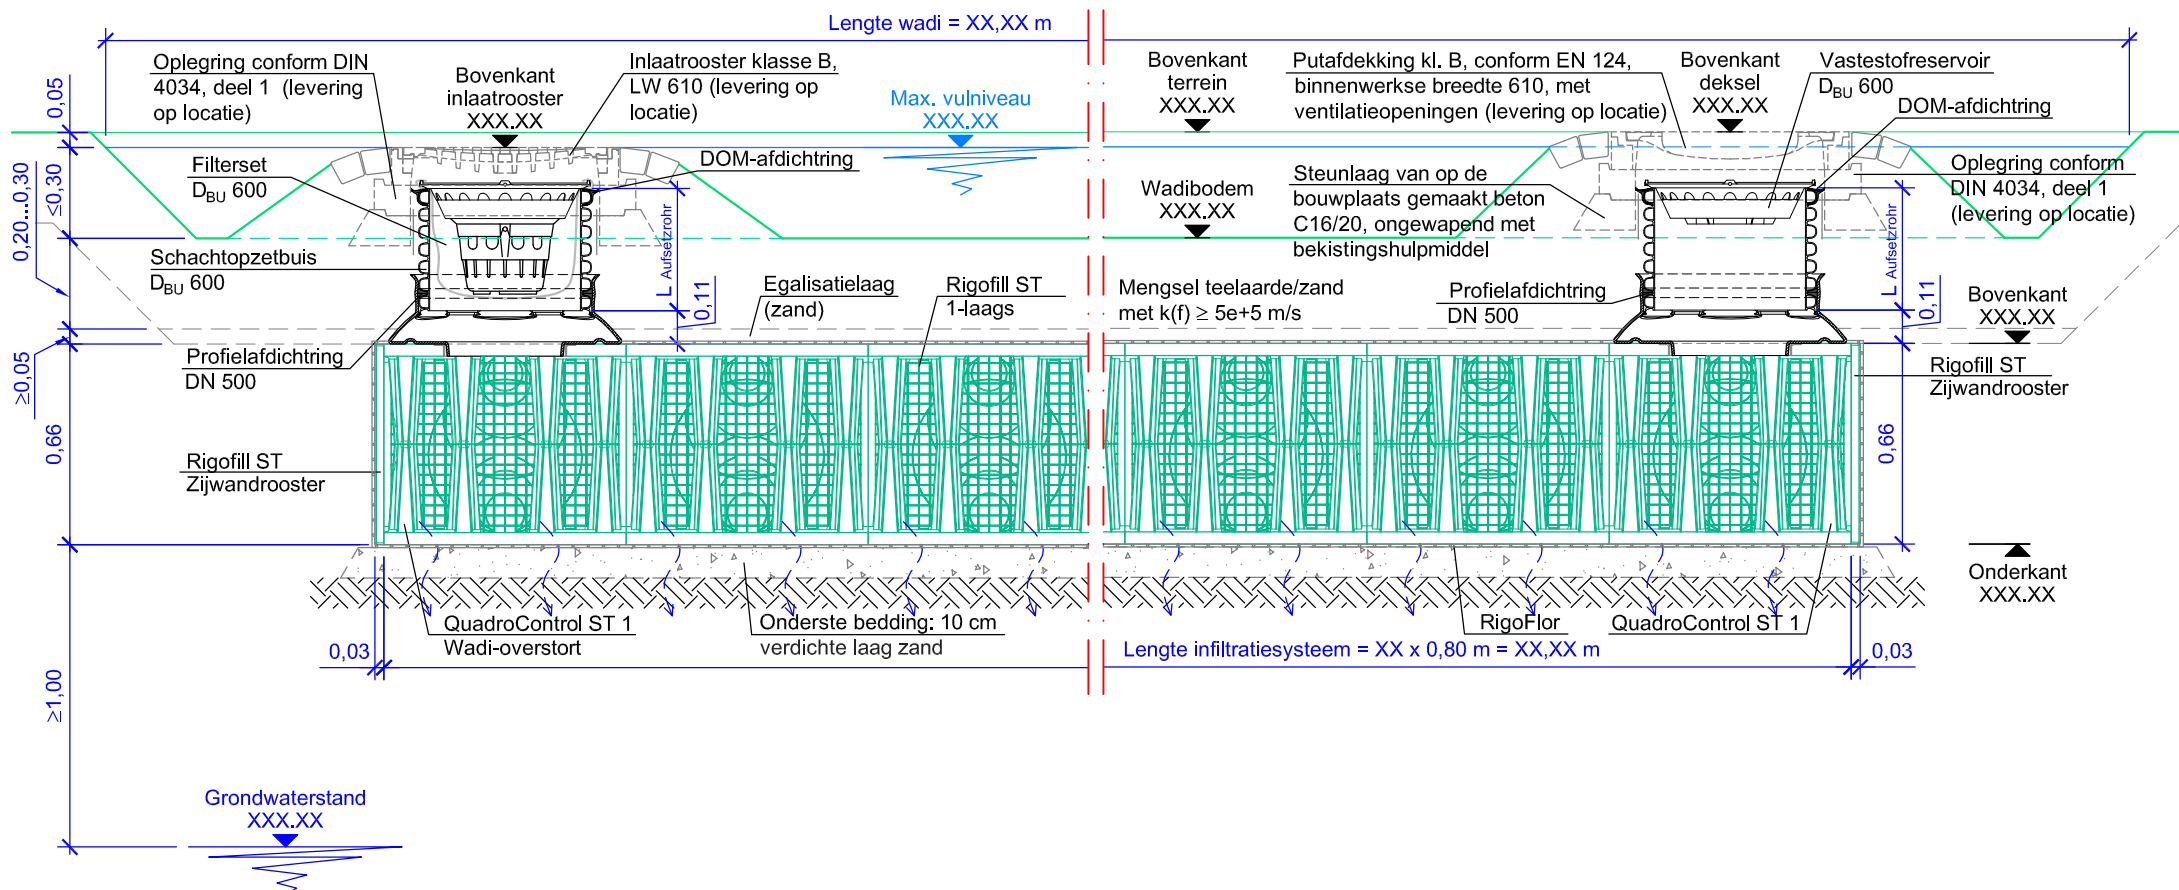 Lengte wadi = XX,XX m
Oplegring conform DIN
4034, deel 1 (levering
op locatie)
Bovenkant
inlaatrooster
XXX.XX
Inlaatrooster klasse B,
LW 610 (levering op
locatie)
Max. vulniveau
XXX.XX
Bovenkant
terrein
XXX.XX
Putafdekking kl. B, conform EN 124,
binnenwerkse breedte 610, met
ventilatieopeningen (levering op locatie)
Bovenkant
deksel
XXX.XX
Vastestofreservoir
DBU 600
DOM-afdichtring
0,05
≤0,30
0,20...0,30
Filterset
DBU 600
DOM-afdichtring
Wadibodem
XXX.XX
Steunlaag van op de
bouwplaats gemaakt beton
C16/20, ongewapend met
bekistingshulpmiddel
Oplegring conform
DIN 4034, deel 1
(levering op locatie)
Schachtopzetbuis
DBU 600
L Aufsetzrohr
0,11
Egalisatielaag
(zand)
Rigofill ST
1-laags
Mengsel teelaarde/zand
met k(f) ≥ 5e+5 m/s
Profielafdichtring
DN 500
L Aufsetzrohr
0,11
Bovenkant
XXX.XX
Profielafdichtring
DN 500
≥0,05
0,66
Rigofill ST
Zijwandrooster
Rigofill ST
Zijwandrooster
0,66
Onderkant
XXX.XX
QuadroControl ST 1
Wadi-overstort
Onderste bedding: 10 cm
verdichte laag zand
RigoFlor
QuadroControl ST 1
0,03
Lengte infiltratiesysteem = XX x 0,80 m = XX,XX m
0,03
≥1,00
Grondwaterstand
XXX.XX